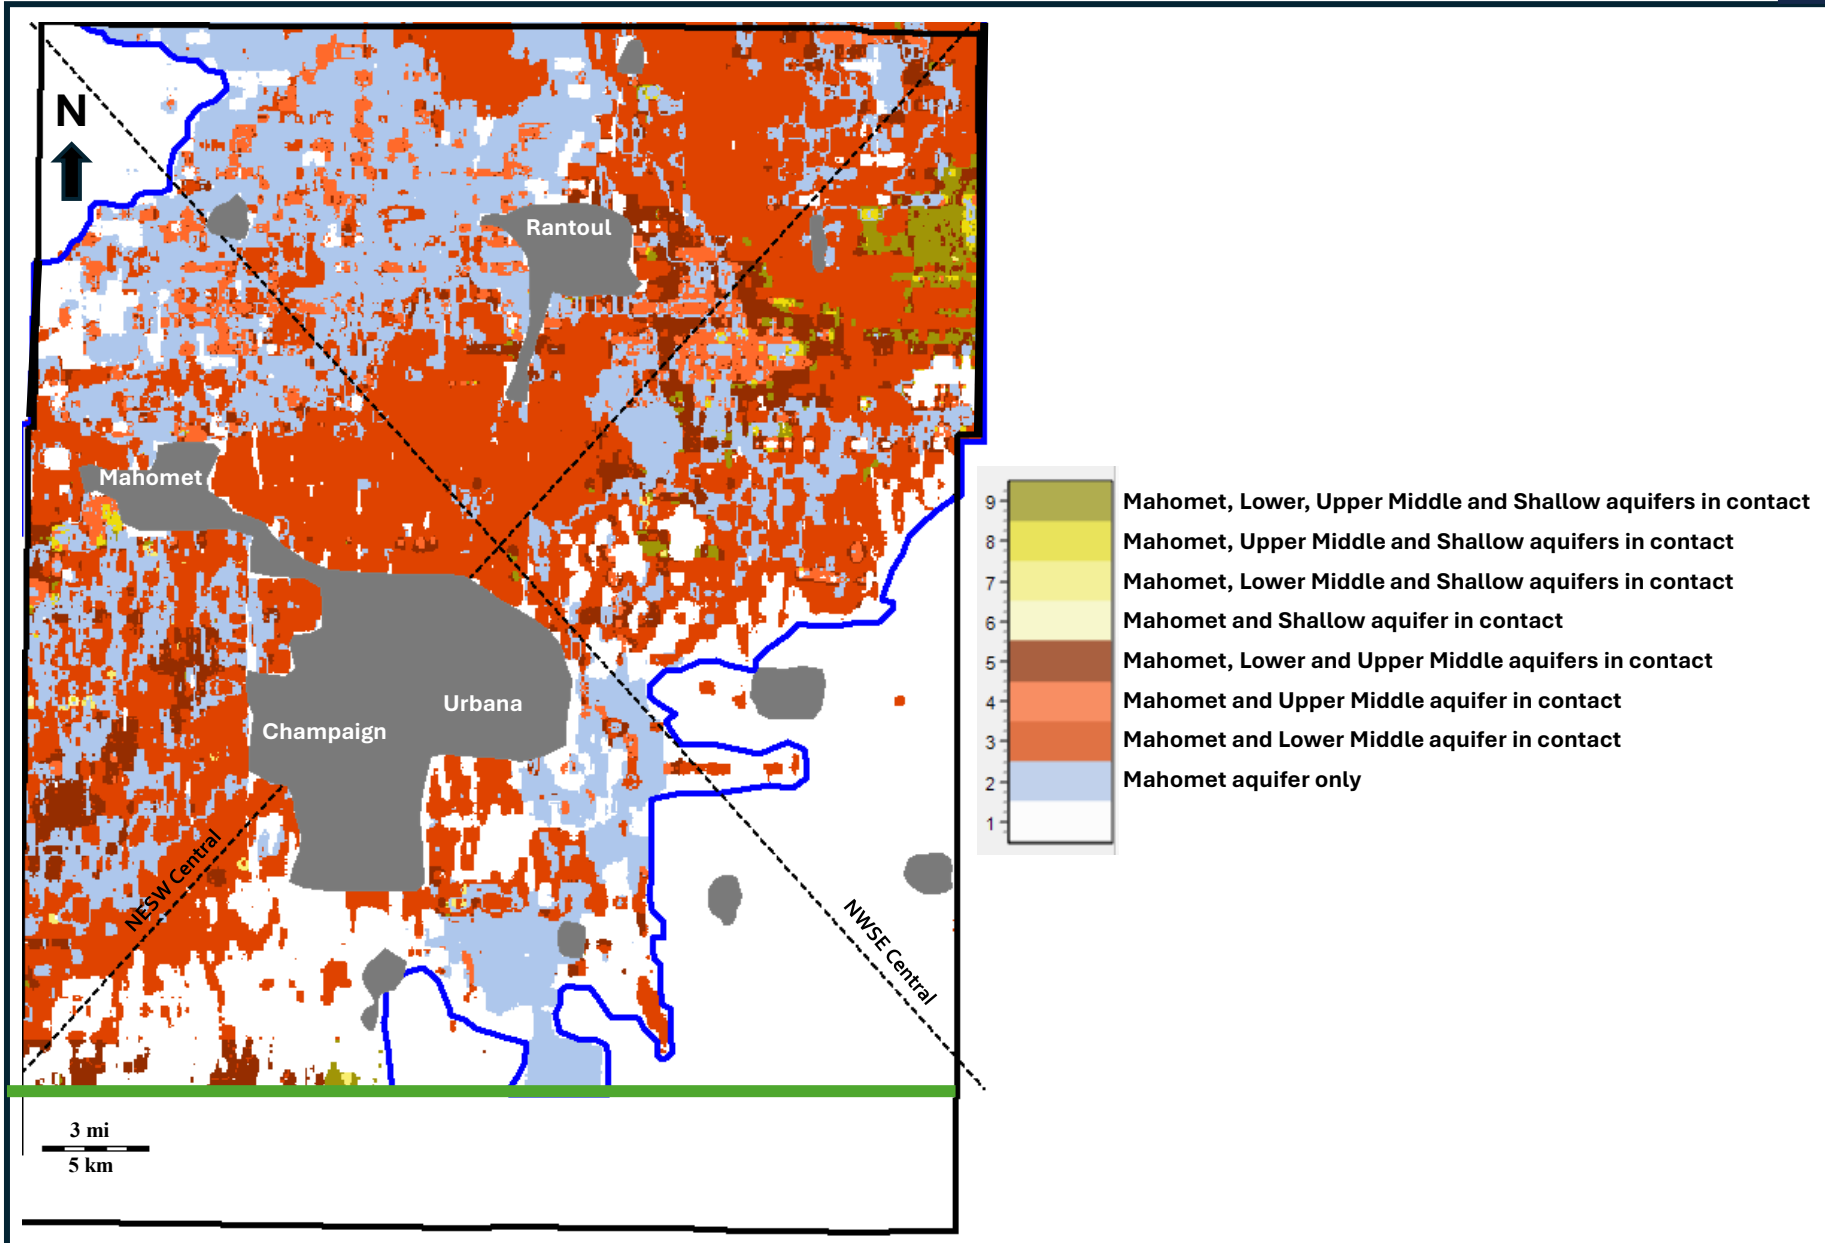 N
Rantoul
Mahomet
Urbana
Champaign
NESW Central
NWSE Central
3 mi
5 km
9 Mahomet, Lower, Upper Middle and Shallow aquifers in contact
8 Mahomet, Upper Middle and Shallow aquifers in contact
7 Mahomet, Lower Middle and Shallow aquifers in contact
6 Mahomet and Shallow aquifer in contact
5 Mahomet, Lower and Upper Middle aquifers in contact
4 Mahomet and Upper Middle aquifer in contact
3 Mahomet and Lower Middle aquifer in contact
2 Mahomet aquifer only
1